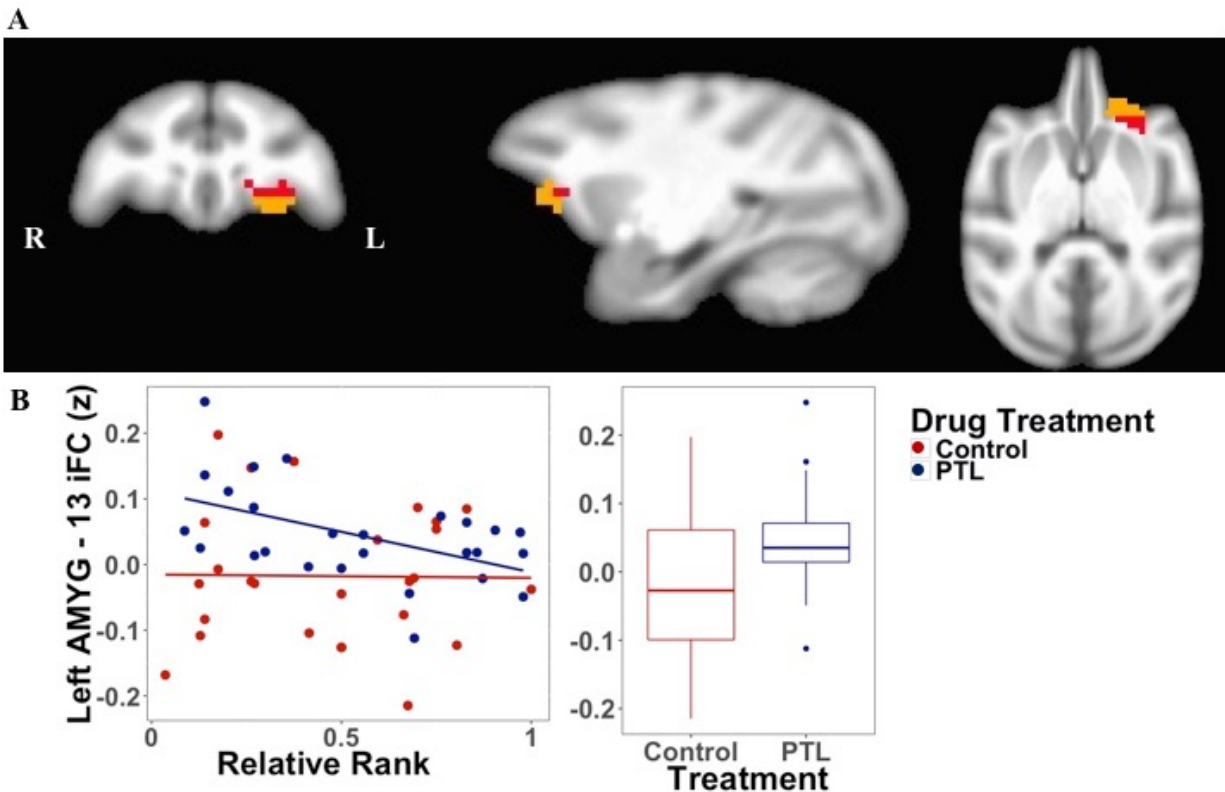 A
R
L
B
Left AMYG - 13 iFC (z)
0.2
0.1
0.0
-0.1
-0.2
0
0.5
1
Relative Rank
0.2
0.1
0.0
-0.1
-0.2
Control
PTL
Treatment
Drug Treatment
Control
PTL